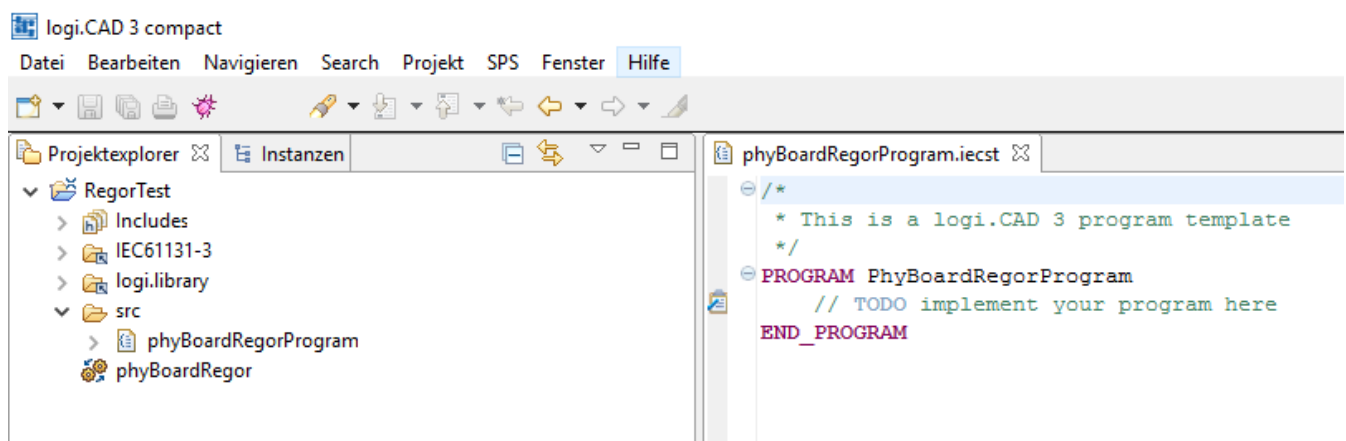 logi.CAD 3 compact
Datei Bearbeiten Navigieren Search Projekt SPS Fenster Hilfe
Projektexplorer Instanzen
RegorTest
Includes
IEC61131-3
logi.library
src
phyBoardRegorProgram
phyBoardRegor
phyBoardRegorProgram.iecst
/*
* This is a logi.CAD 3 program template
*/
PROGRAM PhyBoardRegorProgram
// TODO implement your program here
END_PROGRAM